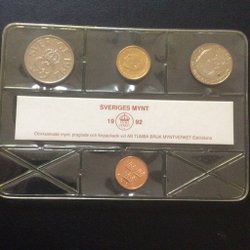 SVERIGES MYNT
19 92
Ocirkulerade mynt, präglade och förpackade vid AB TUMBA BRUK MYNTVERKET Eskilstuna